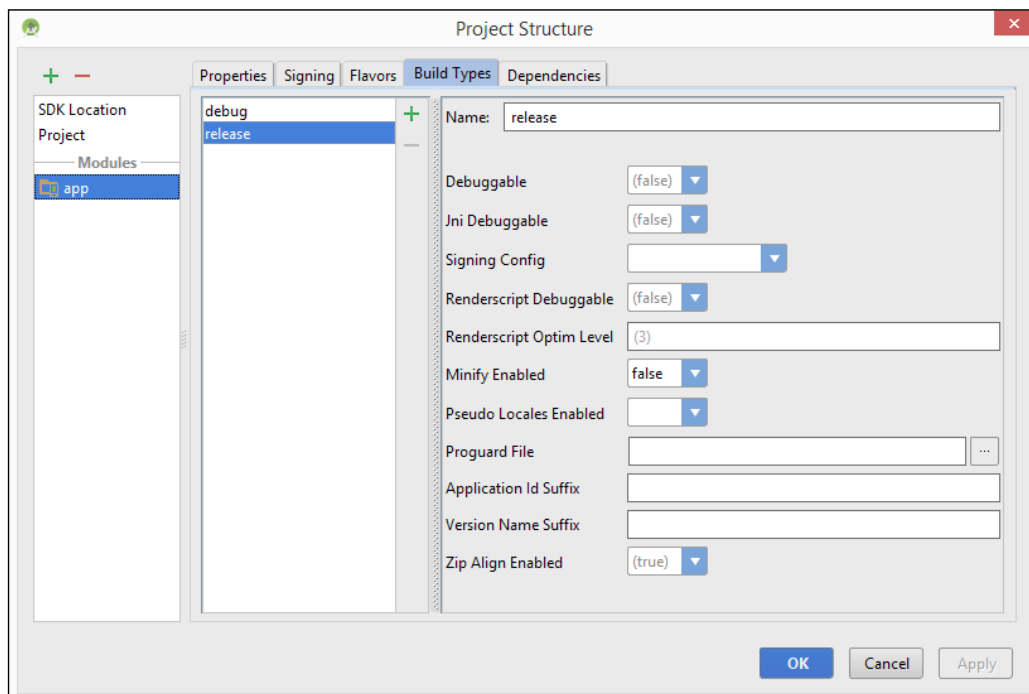 Project Structure
Properties Signing Flavors Build Types Dependencies
SDK Location
Project
Modules
app
debug
release
Name: release
Debuggable (false)
Jni Debuggable (false)
Signing Config
Renderscript Debuggable (false)
Renderscript Optim Level (3)
Minify Enabled false
Pseudo Locales Enabled
Proguard File ...
Application Id Suffix
Version Name Suffix
Zip Align Enabled (true)
OK Cancel Apply